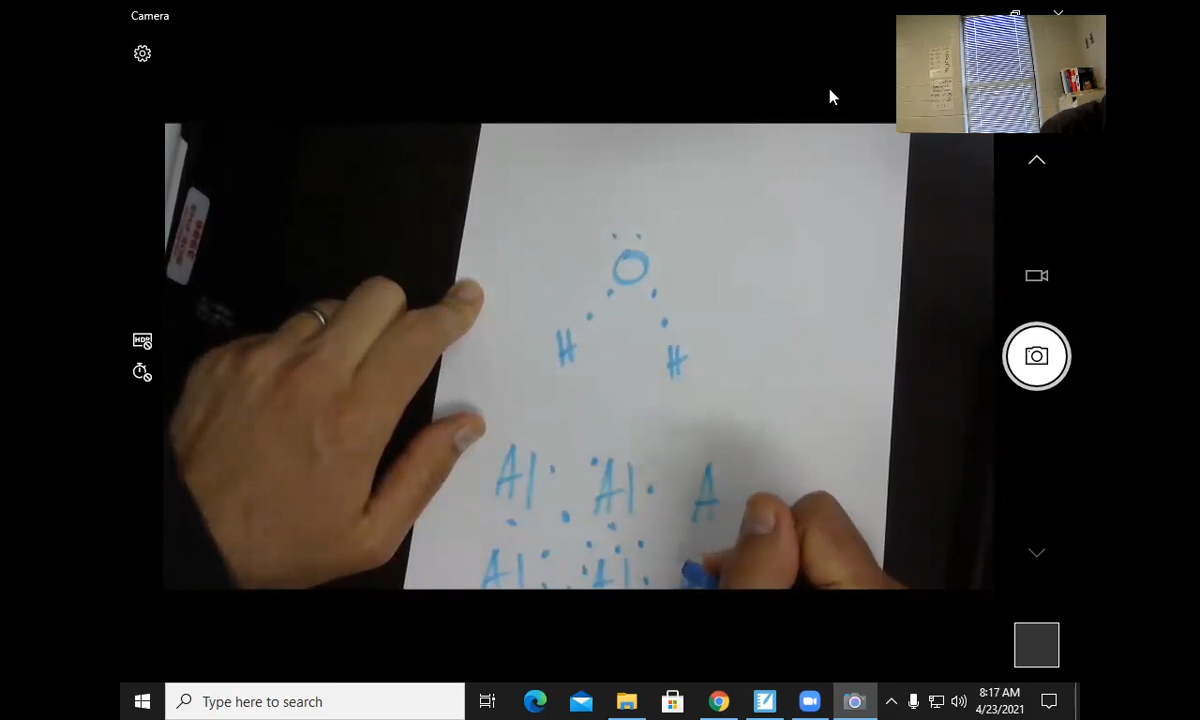 Camera
O
H H
Al Al A
Al Al
Type here to search
8:17 AM
4/23/2021